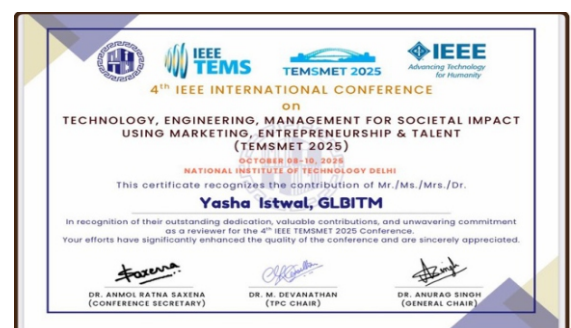 IEEE
TEMS
TEMSMET 2025
IEEE
Advancing Technology
for Humanity
4th IEEE INTERNATIONAL CONFERENCE
on
TECHNOLOGY, ENGINEERING, MANAGEMENT FOR SOCIETAL IMPACT
USING MARKETING, ENTREPRENEURSHIP & TALENT
(TEMSMET 2025)
OCTOBER 08-10, 2025
NATIONAL INSTITUTE OF TECHNOLOGY DELHI
This certificate recognizes the contribution of Mr./Ms./Mrs./Dr.
Yasha Istwal, GLBITM
In recognition of their outstanding dedication, valuable contributions, and unwavering commitment
as a reviewer for the 4th IEEE TEMSMET 2025 Conference.
Your efforts have significantly enhanced the quality of the conference and are sincerely appreciated.
DR. ANMOL RATNA SAXENA
(CONFERENCE SECRETARY)
DR. M. DEVANATHAN
(TPC CHAIR)
DR. ANURAG SINGH
(GENERAL CHAIR)